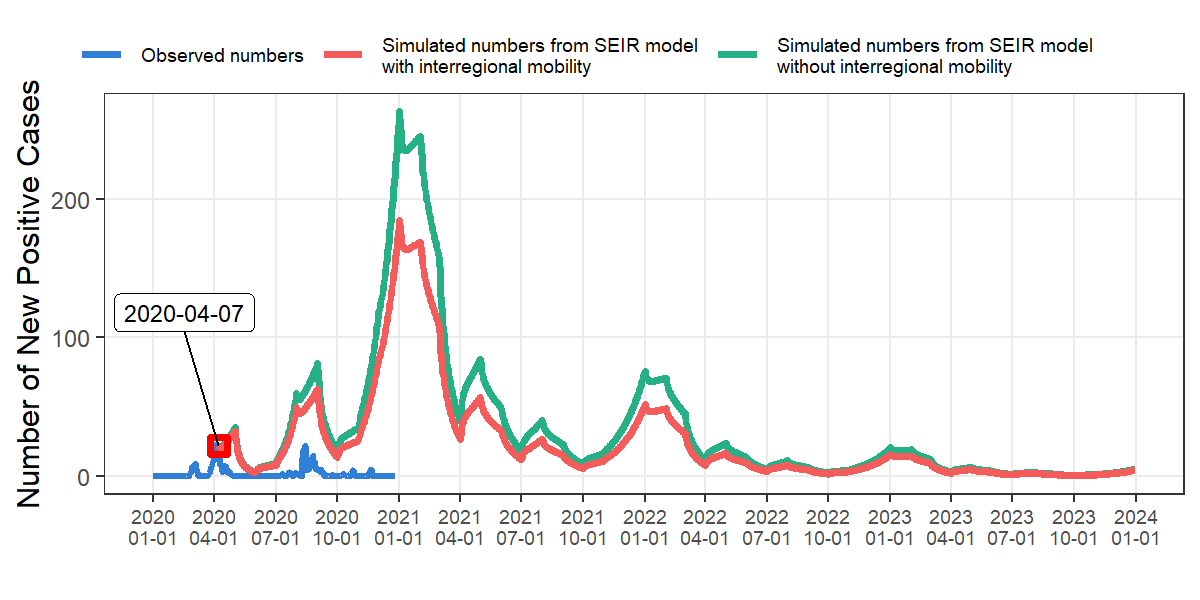 Observed numbers
Simulated numbers from SEIR model
with interregional mobility
Simulated numbers from SEIR model
without interregional mobility
Number of New Positive Cases
200
100
0
2020-04-07
2020 2020 2020 2020 2021 2021 2021 2021 2022 2022 2022 2022 2023 2023 2023 2023 2024
01-01 04-01 07-01 10-01 01-01 04-01 07-01 10-01 01-01 04-01 07-01 10-01 01-01 04-01 07-01 10-01 01-01